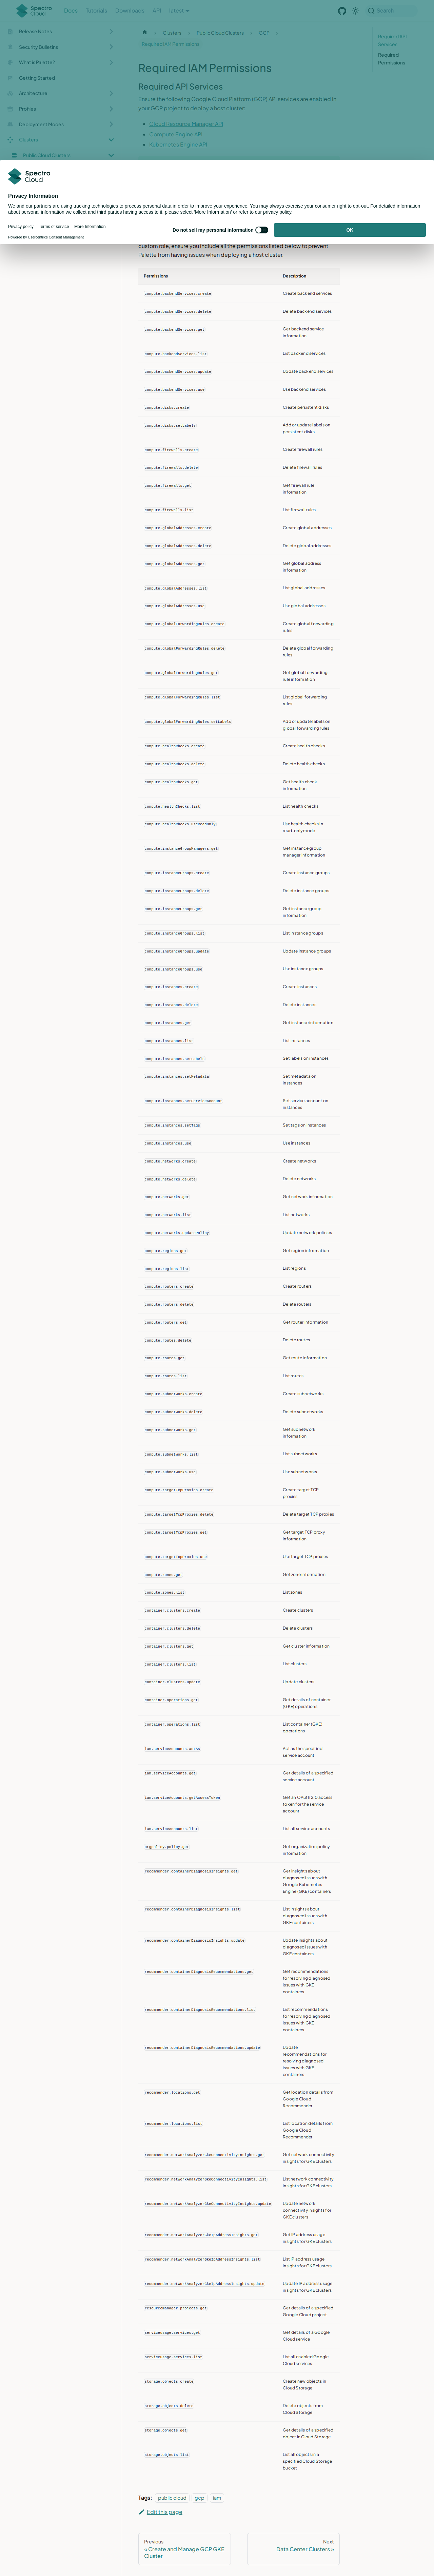 Spectro Cloud
Docs
Tutorials
Downloads
API
latest
Search
Release Notes
Security Bulletins
What is Palette?
Getting Started
Architecture
Profiles
Deployment Modes
Clusters
Public Cloud Clusters
Clusters
Public Cloud Clusters
GCP
Required IAM Permissions
Required IAM Permissions
Required API Services
Ensure the following Google Cloud Platform (GCP) API services are enabled in
your GCP project to deploy a host cluster:
Cloud Resource Manager API
Compute Engine API
Kubernetes Engine API
Required API
Services
Required
Permissions
Spectro Cloud
Privacy Information
We and our partners are using tracking technologies to process personal data in order to improve your experience. You may always exercise your consumer right to opt-out. For detailed information about personal information we collect and third parties having access to it, please select 'More Information' or refer to our privacy policy.
Privacy policy
Terms of service
More Information
Powered by Usercentrics Consent Management
Do not sell my personal information
OK
custom role, ensure you include all the permissions listed below to prevent
Palette from having issues when deploying a host cluster.
Permissions Description
compute.backendServices.create Create backend services
compute.backendServices.delete Delete backend services
compute.backendServices.get Get backend service information
compute.backendServices.list List backend services
compute.backendServices.update Update backend services
compute.backendServices.use Use backend services
compute.disks.create Create persistent disks
compute.disks.setLabels Add or update labels on persistent disks
compute.firewalls.create Create firewall rules
compute.firewalls.delete Delete firewall rules
compute.firewalls.get Get firewall rule information
compute.firewalls.list List firewall rules
compute.globalAddresses.create Create global addresses
compute.globalAddresses.delete Delete global addresses
compute.globalAddresses.get Get global address information
compute.globalAddresses.list List global addresses
compute.globalAddresses.use Use global addresses
compute.globalForwardingRules.create Create global forwarding rules
compute.globalForwardingRules.delete Delete global forwarding rules
compute.globalForwardingRules.get Get global forwarding rule information
compute.globalForwardingRules.list List global forwarding rules
compute.globalForwardingRules.setLabels Add or update labels on global forwarding rules
compute.healthChecks.create Create health checks
compute.healthChecks.delete Delete health checks
compute.healthChecks.get Get health check information
compute.healthChecks.list List health checks
compute.healthChecks.useReadOnly Use health checks in read-only mode
compute.instanceGroupManagers.get Get instance group manager information
compute.instanceGroups.create Create instance groups
compute.instanceGroups.delete Delete instance groups
compute.instanceGroups.get Get instance group information
compute.instanceGroups.list List instance groups
compute.instanceGroups.update Update instance groups
compute.instanceGroups.use Use instance groups
compute.instances.create Create instances
compute.instances.delete Delete instances
compute.instances.get Get instance information
compute.instances.list List instances
compute.instances.setLabels Set labels on instances
compute.instances.setMetadata Set metadata on instances
compute.instances.setServiceAccount Set service account on instances
compute.instances.setTags Set tags on instances
compute.instances.use Use instances
compute.networks.create Create networks
compute.networks.delete Delete networks
compute.networks.get Get network information
compute.networks.list List networks
compute.networks.updatePolicy Update network policies
compute.regions.get Get region information
compute.regions.list List regions
compute.routers.create Create routers
compute.routers.delete Delete routers
compute.routers.get Get router information
compute.routes.delete Delete routes
compute.routes.get Get route information
compute.routes.list List routes
compute.subnetworks.create Create subnetworks
compute.subnetworks.delete Delete subnetworks
compute.subnetworks.get Get subnetwork information
compute.subnetworks.list List subnetworks
compute.subnetworks.use Use subnetworks
compute.targetTcpProxies.create Create target TCP proxies
compute.targetTcpProxies.delete Delete target TCP proxies
compute.targetTcpProxies.get Get target TCP proxy information
compute.targetTcpProxies.use Use target TCP proxies
compute.zones.get Get zone information
compute.zones.list List zones
container.clusters.create Create clusters
container.clusters.delete Delete clusters
container.clusters.get Get cluster information
container.clusters.list List clusters
container.clusters.update Update clusters
container.operations.get Get details of container (GKE) operations
container.operations.list List container (GKE) operations
iam.serviceAccounts.actAs Act as the specified service account
iam.serviceAccounts.get Get details of a specified service account
iam.serviceAccounts.getAccessToken Get an OAuth 2.0 access token for the service account
iam.serviceAccounts.list List all service accounts
orgpolicy.policy.get Get organization policy information
recommender.containerDiagnosisInsights.get Get insights about diagnosed issues with Google Kubernetes Engine (GKE) containers
recommender.containerDiagnosisInsights.list List insights about diagnosed issues with GKE containers
recommender.containerDiagnosisInsights.update Update insights about diagnosed issues with GKE containers
recommender.containerDiagnosisRecommendations.get Get recommendations for resolving diagnosed issues with GKE containers
recommender.containerDiagnosisRecommendations.list List recommendations for resolving diagnosed issues with GKE containers
recommender.containerDiagnosisRecommendations.update Update recommendations for resolving diagnosed issues with GKE containers
recommender.locations.get Get location details from Google Cloud Recommender
recommender.locations.list List location details from Google Cloud Recommender
recommender.networkAnalyzerGkeConnectivityInsights.get Get network connectivity insights for GKE clusters
recommender.networkAnalyzerGkeConnectivityInsights.list List network connectivity insights for GKE clusters
recommender.networkAnalyzerGkeConnectivityInsights.update Update network connectivity insights for GKE clusters
recommender.networkAnalyzerGkeIpAddressInsights.get Get IP address usage insights for GKE clusters
recommender.networkAnalyzerGkeIpAddressInsights.list List IP address usage insights for GKE clusters
recommender.networkAnalyzerGkeIpAddressInsights.update Update IP address usage insights for GKE clusters
resourcemanager.projects.get Get details of a specified Google Cloud project
serviceusage.services.get Get details of a Google Cloud service
serviceusage.services.list List all enabled Google Cloud services
storage.objects.create Create new objects in Cloud Storage
storage.objects.delete Delete objects from Cloud Storage
storage.objects.get Get details of a specified object in Cloud Storage
storage.objects.list List all objects in a specified Cloud Storage bucket
Tags: public cloud gcp iam
Edit this page
Previous
« Create and Manage GCP GKE Cluster
Next
Data Center Clusters »